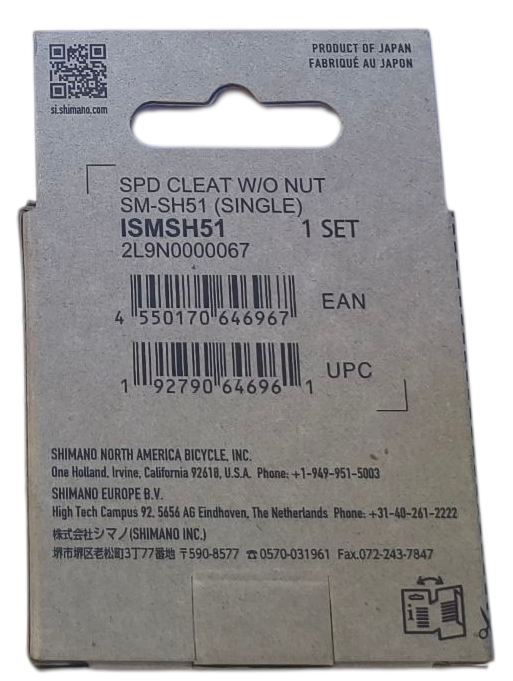 PRODUCT OF JAPAN
FABRIQUÉ AU JAPON
si.shimano.com
SPD CLEAT W/O NUT
SM-SH51 (SINGLE)
ISMSH51 1 SET
2L9N0000067
EAN
4 550170 646967
UPC
1 92790 64696 1
SHIMANO NORTH AMERICA BICYCLE, INC.
One Holland, Irvine, California 92618, U.S.A. Phone: +1-949-951-5003
SHIMANO EUROPE B.V.
High Tech Campus 92, 5656 AG Eindhoven, The Netherlands Phone: +31-40-261-2222
株式会社シマノ(SHIMANO INC.)
堺市堺区老松町3丁77番地 〒590-8577 ☎0570-031961 Fax.072-243-7847